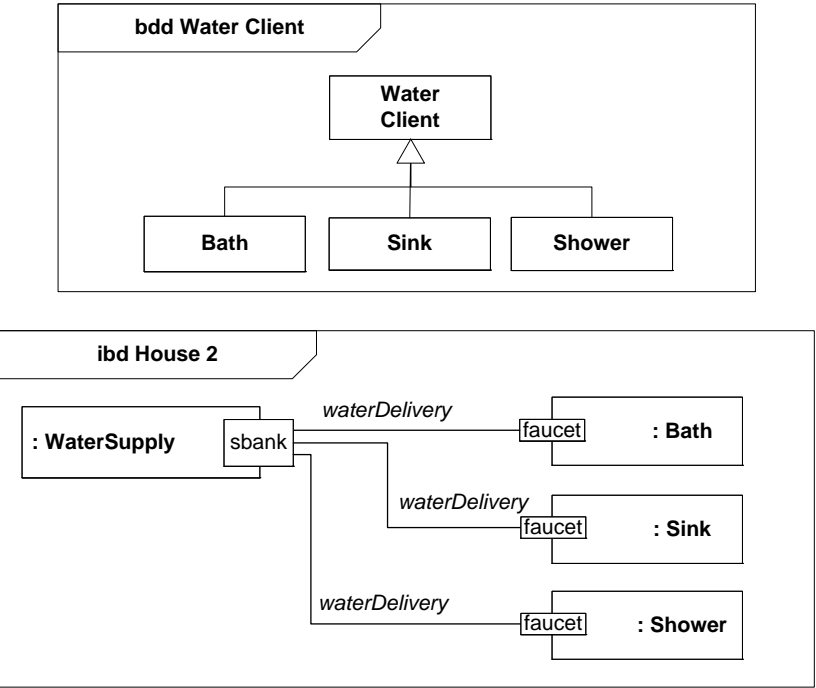 bdd Water Client
Water
Client
Bath
Sink
Shower
ibd House 2
waterDelivery
: WaterSupply
sbank
faucet
: Bath
waterDelivery
faucet
: Sink
waterDelivery
faucet
: Shower